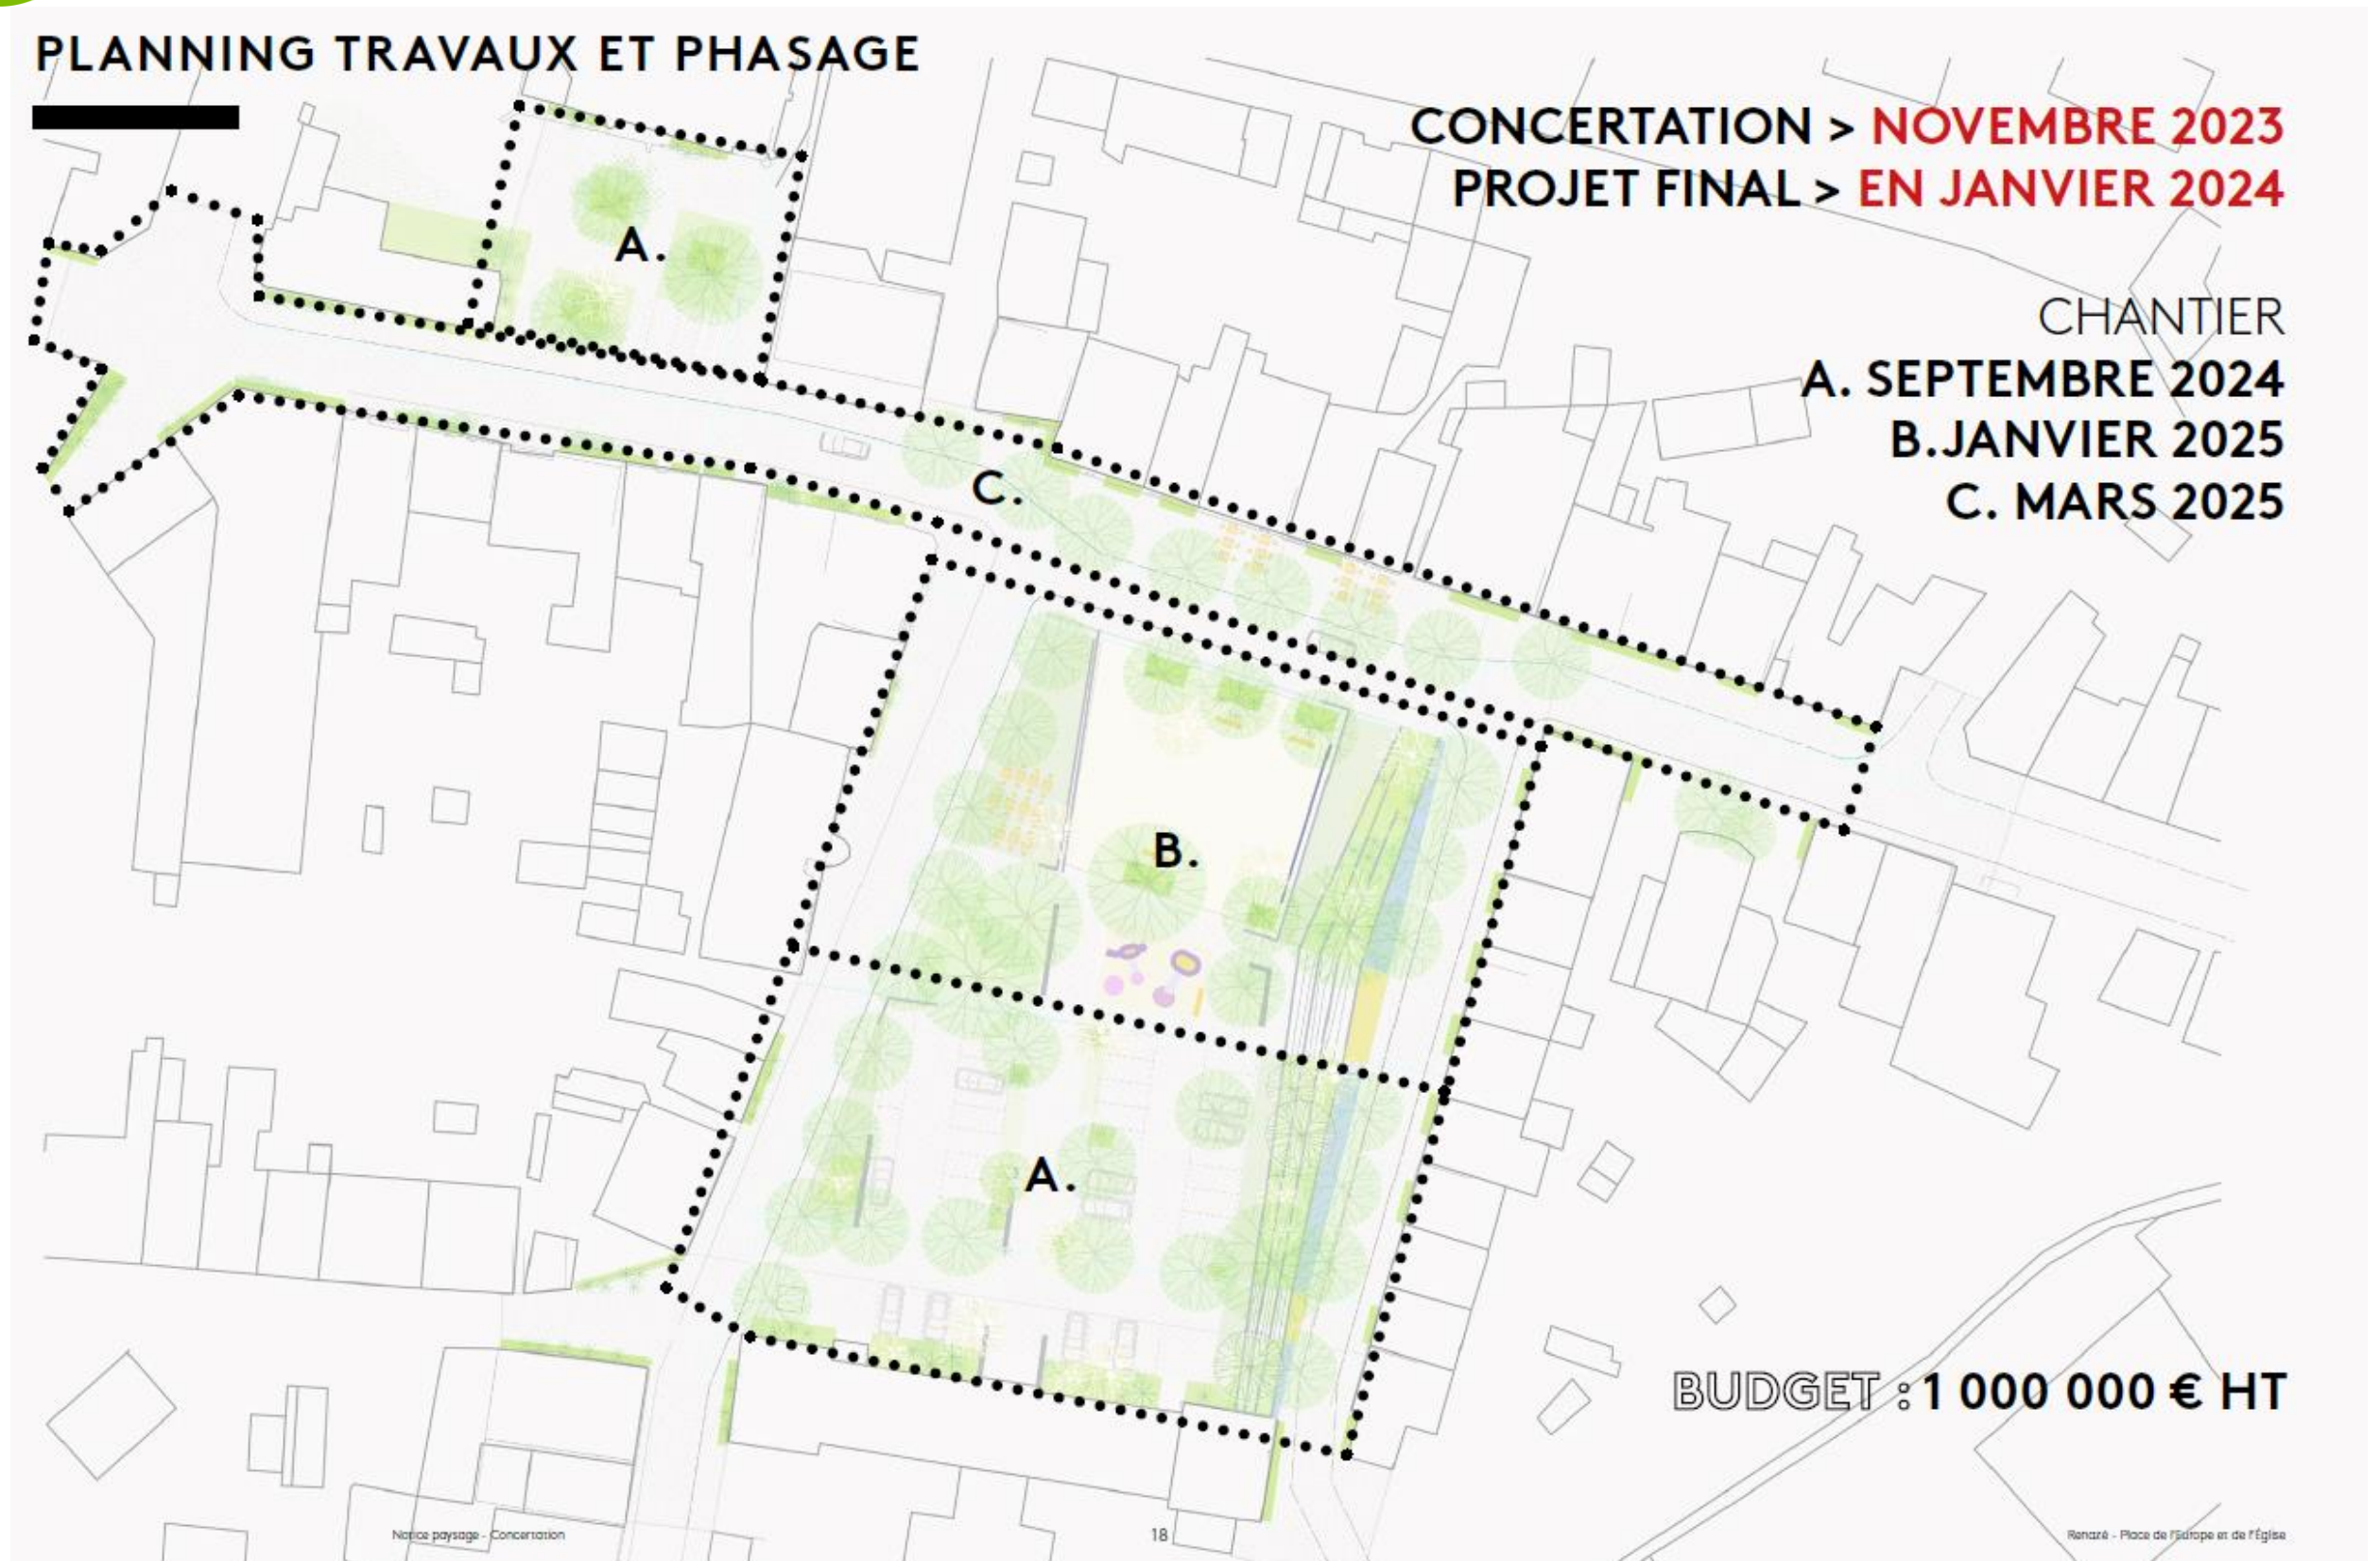 PLANNING TRAVAUX ET PHASAGE
CONCERTATION > NOVEMBRE 2023
PROJET FINAL > EN JANVIER 2024
CHANTIER
A. SEPTEMBRE 2024
B.JANVIER 2025
C. MARS 2025
A.
C.
B.
A.
BUDGET : 1 000 000 € HT
Notice paysage - Concertation
18
Renazé - Place de l'Europe et de l'Église